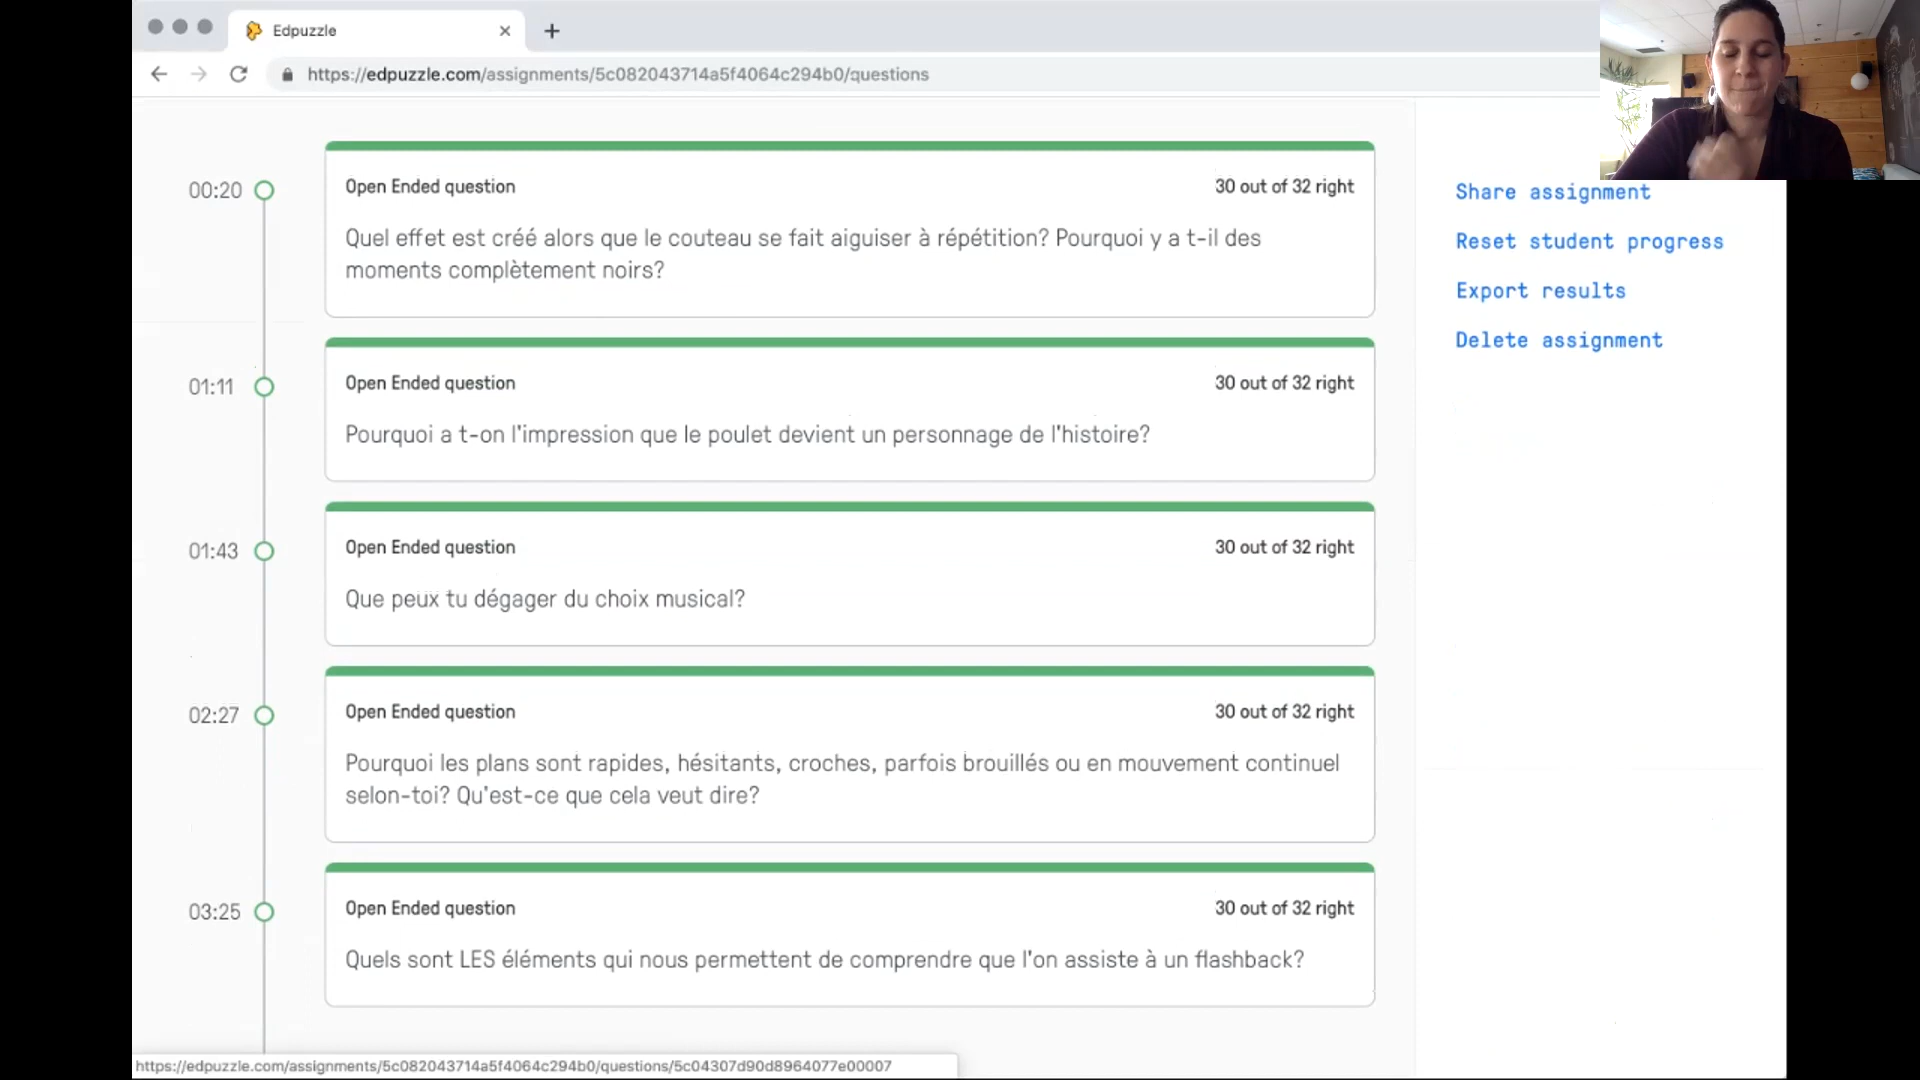 Edpuzzle
https://edpuzzle.com/assignments/5c082043714a5f4064c294b0/questions
00:20
Open Ended question
30 out of 32 right
Quel effet est créé alors que le couteau se fait aiguiser à répétition? Pourquoi y a t-il des
moments complètement noirs?
01:11
Open Ended question
30 out of 32 right
Pourquoi a t-on l'impression que le poulet devient un personnage de l'histoire?
01:43
Open Ended question
30 out of 32 right
Que peux tu dégager du choix musical?
02:27
Open Ended question
30 out of 32 right
Pourquoi les plans sont rapides, hésitants, croches, parfois brouillés ou en mouvement continuel
selon-toi? Qu'est-ce que cela veut dire?
03:25
Open Ended question
30 out of 32 right
Quels sont LES éléments qui nous permettent de comprendre que l'on assiste à un flashback?
Share assignment
Reset student progress
Export results
Delete assignment
https://edpuzzle.com/assignments/5c082043714a5f4064c294b0/questions/5c04307d90d8964077e00007